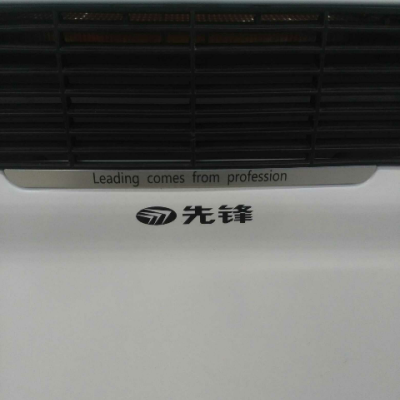 Leading comes from profession
先锋